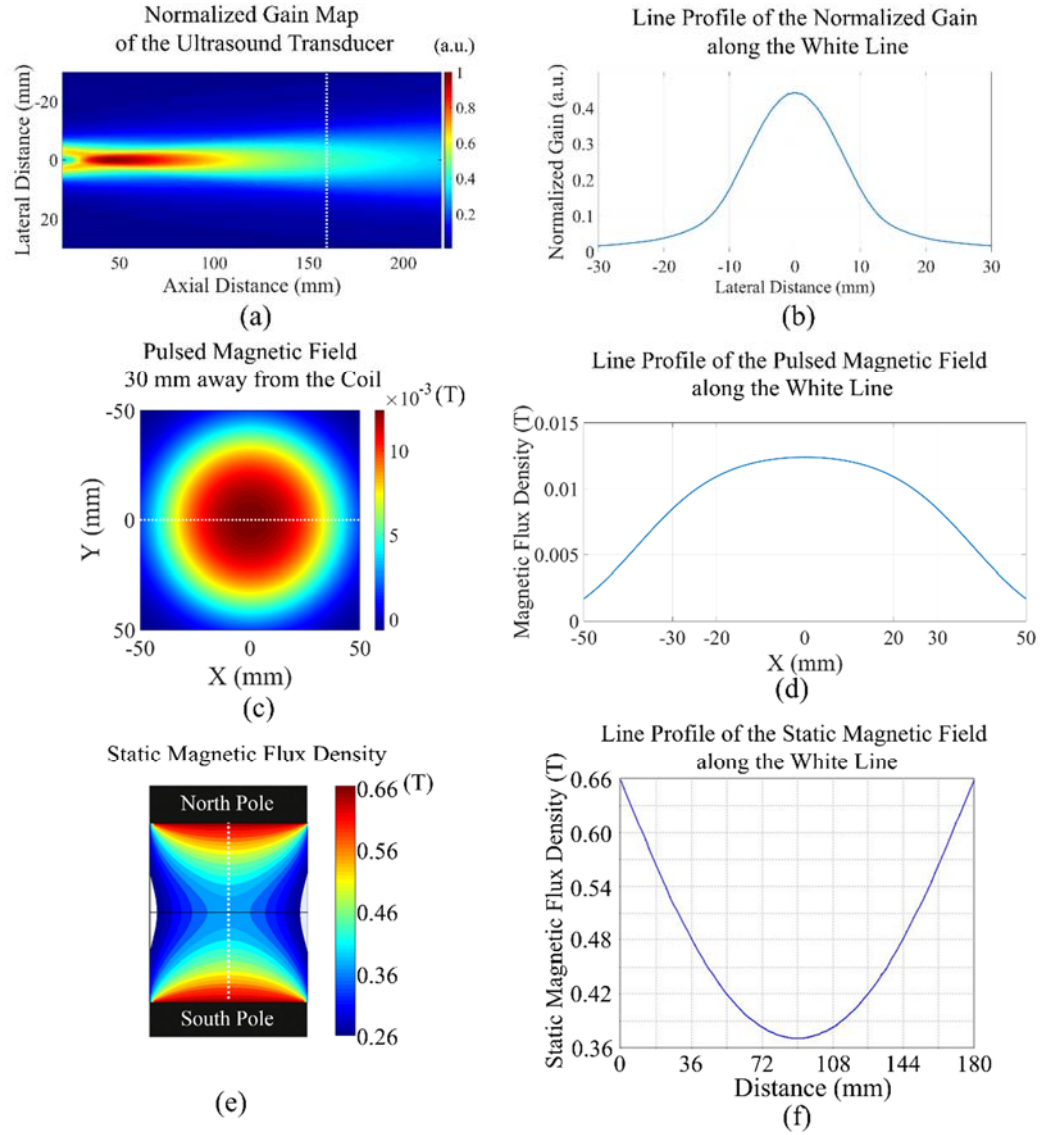 Normalized Gain Map
of the Ultrasound Transducer
(a.u.)
Lateral Distance (mm)
-20
0
20
50
100
150
200
Axial Distance (mm)
1
0.8
0.6
0.4
0.2
(a)
Line Profile of the Normalized Gain
along the White Line
Normalized Gain (a.u.)
0.4
0.3
0.2
0.1
0
-30
-20
-10
0
10
20
30
Lateral Distance (mm)
(b)
Pulsed Magnetic Field
30 mm away from the Coil
×10⁻³ (T)
Y (mm)
-50
0
50
-50
0
50
X (mm)
10
5
0
(c)
Line Profile of the Pulsed Magnetic Field
along the White Line
Magnetic Flux Density (T)
0.015
0.01
0.005
0
-50
-30
-20
0
20
30
50
X (mm)
(d)
Static Magnetic Flux Density
(T)
North Pole
South Pole
0.66
0.56
0.46
0.36
0.26
(e)
Line Profile of the Static Magnetic Field
along the White Line
Static Magnetic Flux Density (T)
0.66
0.60
0.54
0.48
0.42
0.36
0
36
72
108
144
180
Distance (mm)
(f)